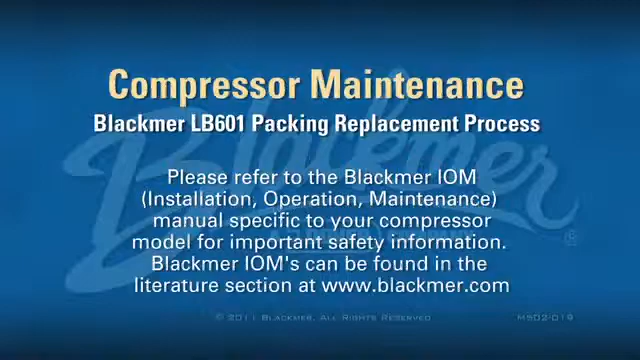 Compressor Maintenance
Blackmer LB601 Packing Replacement Process
Please refer to the Blackmer IOM
(Installation, Operation, Maintenance)
manual specific to your compressor
model for important safety information.
Blackmer IOM's can be found in the
literature section at www.blackmer.com
Blackmer
© 2011 Blackmer, All Rights Reserved
M502-019